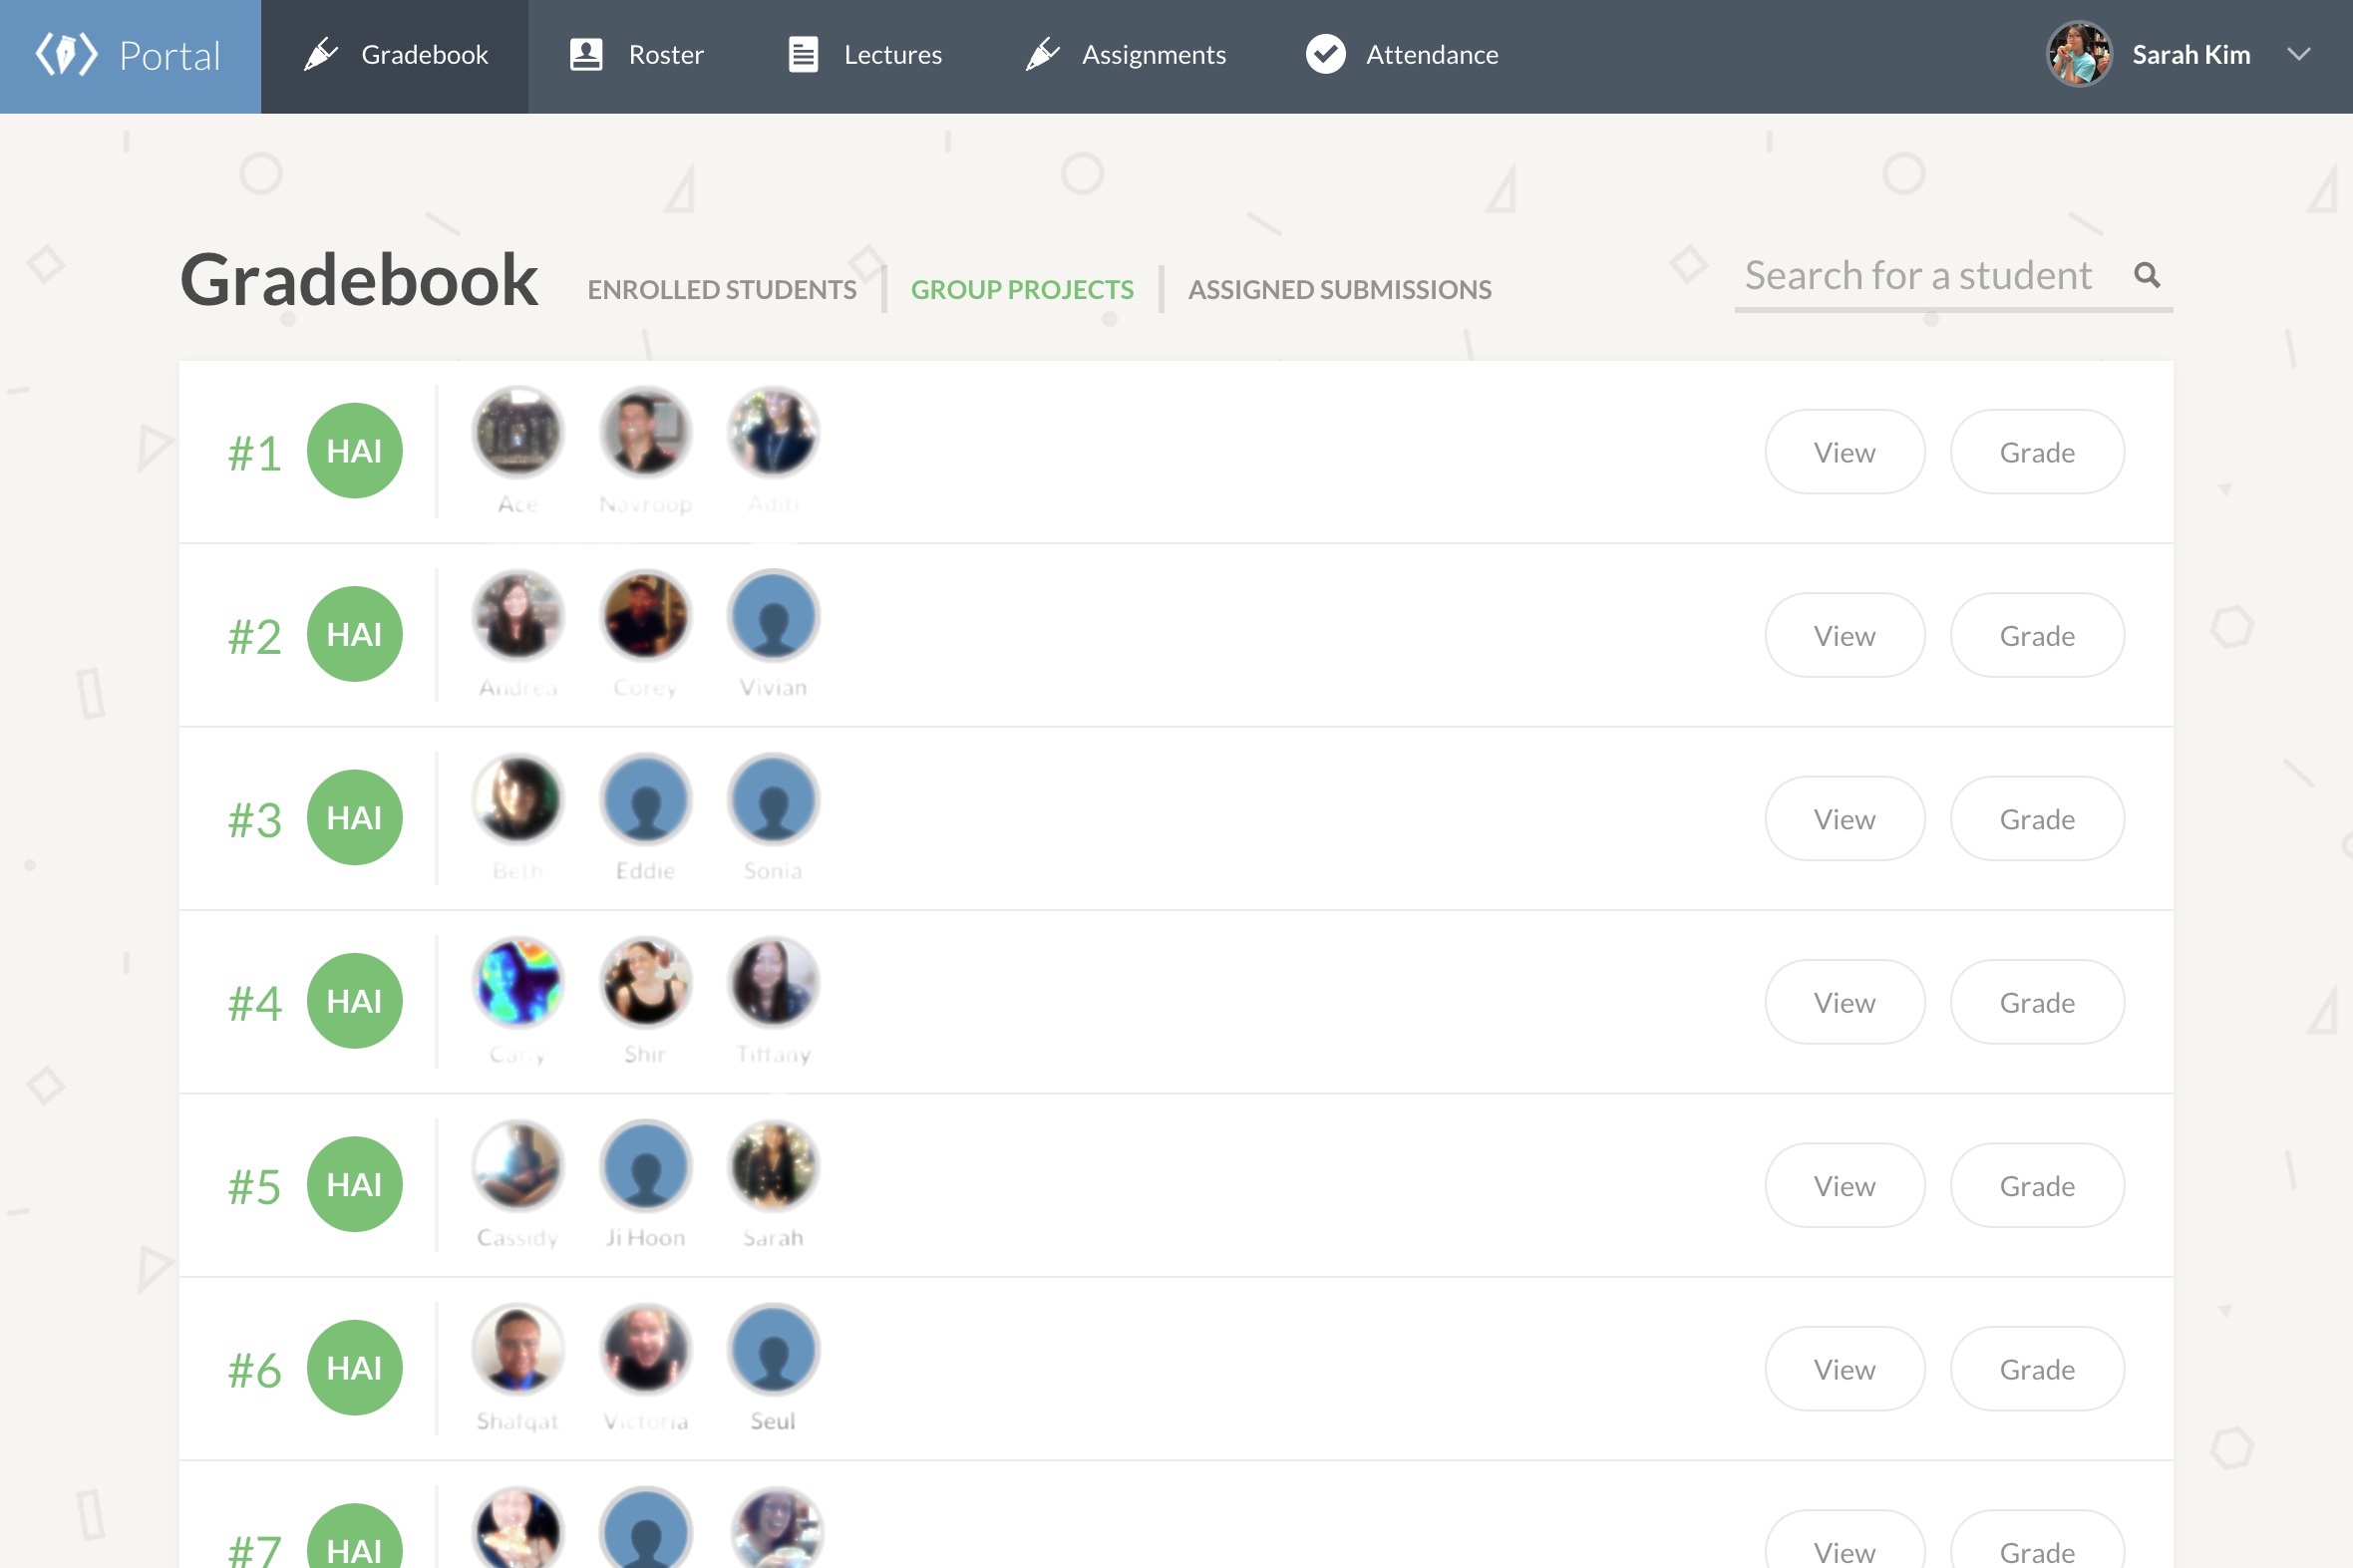 Portal Gradebook Roster Lectures Assignments Attendance Sarah Kim
Gradebook ENROLLED STUDENTS GROUP PROJECTS ASSIGNED SUBMISSIONS Search for a student
#1 HAI View Grade
Ace Navroop Aditi
#2 HAI View Grade
Andrea Corey Vivian
#3 HAI View Grade
Beth Eddie Sonia
#4 HAI View Grade
Carly Shir Tiffany
#5 HAI View Grade
Cassidy Ji Hoon Sarah
#6 HAI View Grade
Shafqat Victoria Seul
#7 HAI View Grade